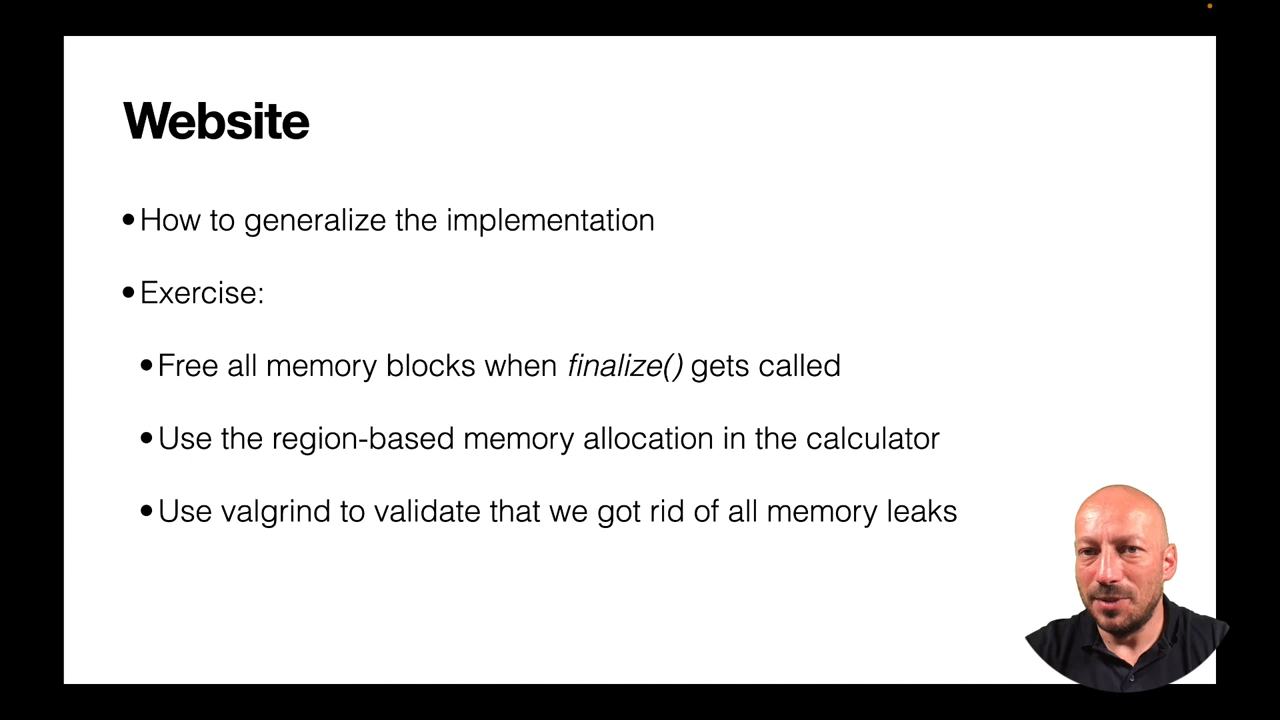 Website
•How to generalize the implementation
•Exercise:
•Free all memory blocks when finalize() gets called
•Use the region-based memory allocation in the calculator
•Use valgrind to validate that we got rid of all memory leaks